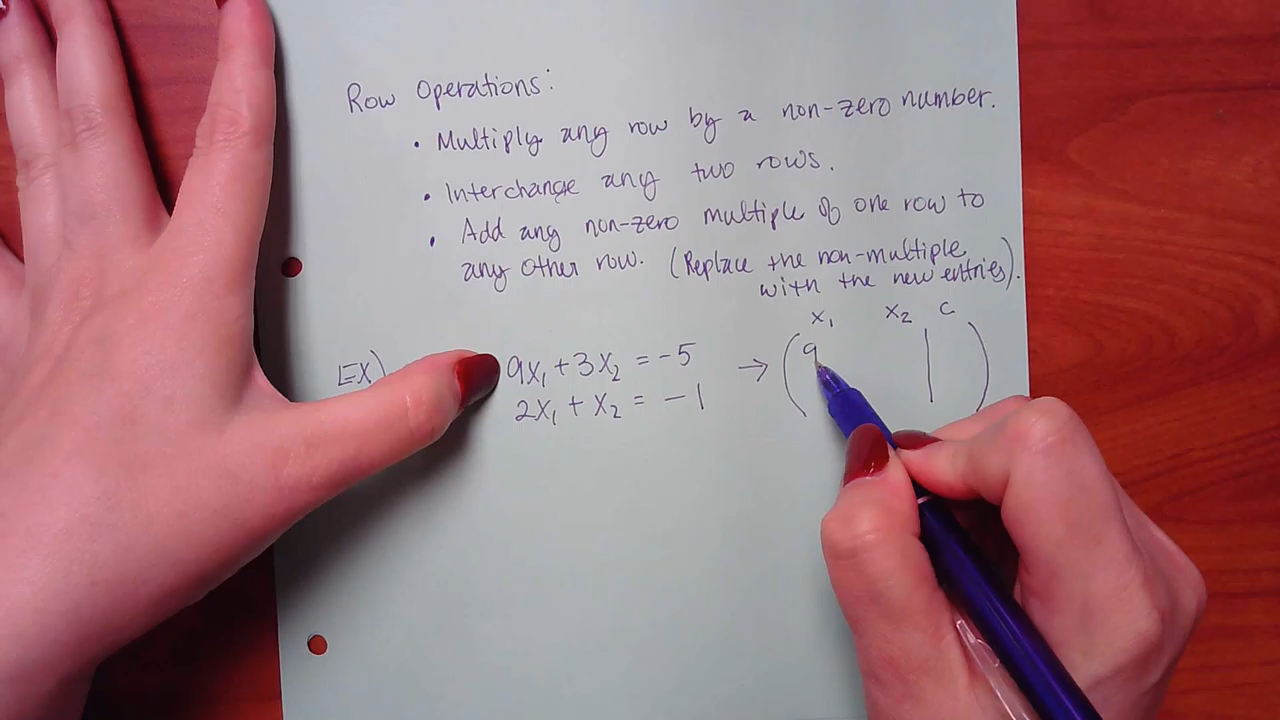 Row Operations:
• Multiply any row by a non-zero number.
• Interchange any two rows.
• Add any non-zero multiple of one row to
any other row. (Replace the non-multiple
with the new entries).
x₁ x₂ c
EX) 9x₁+3x₂ = -5 → (9 | )
2x₁ + x₂ = -1